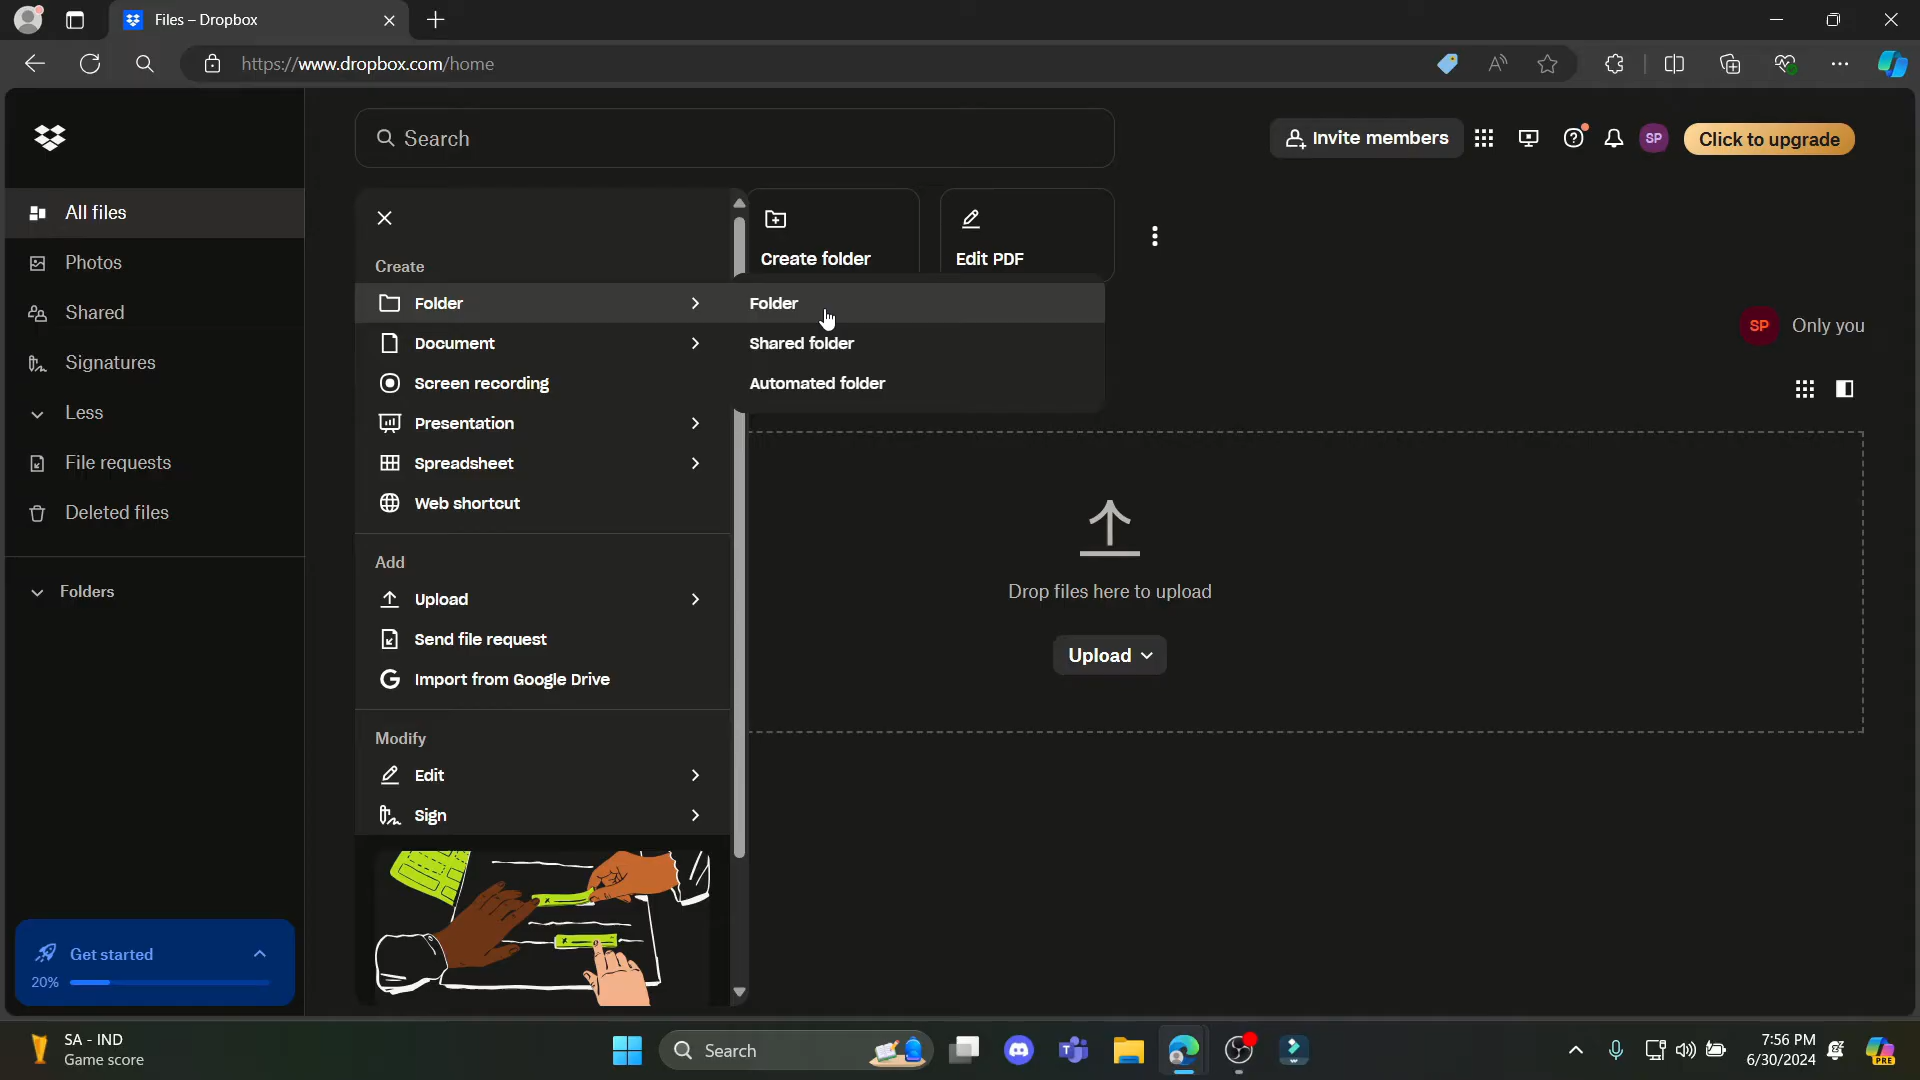 Files – Dropbox
https://www.dropbox.com/home
Search
Invite members
SP
Click to upgrade
All files
Photos
Shared
Signatures
Less
File requests
Deleted files
Folders
Get started
20%
Create
Folder
Document
Screen recording
Presentation
Spreadsheet
Web shortcut
Add
Upload
Send file request
Import from Google Drive
Modify
Edit
Sign
Create folder
Edit PDF
Folder
Shared folder
Automated folder
SP
Only you
Drop files here to upload
Upload
SA - IND
Game score
Search
7:56 PM
6/30/2024
PRE